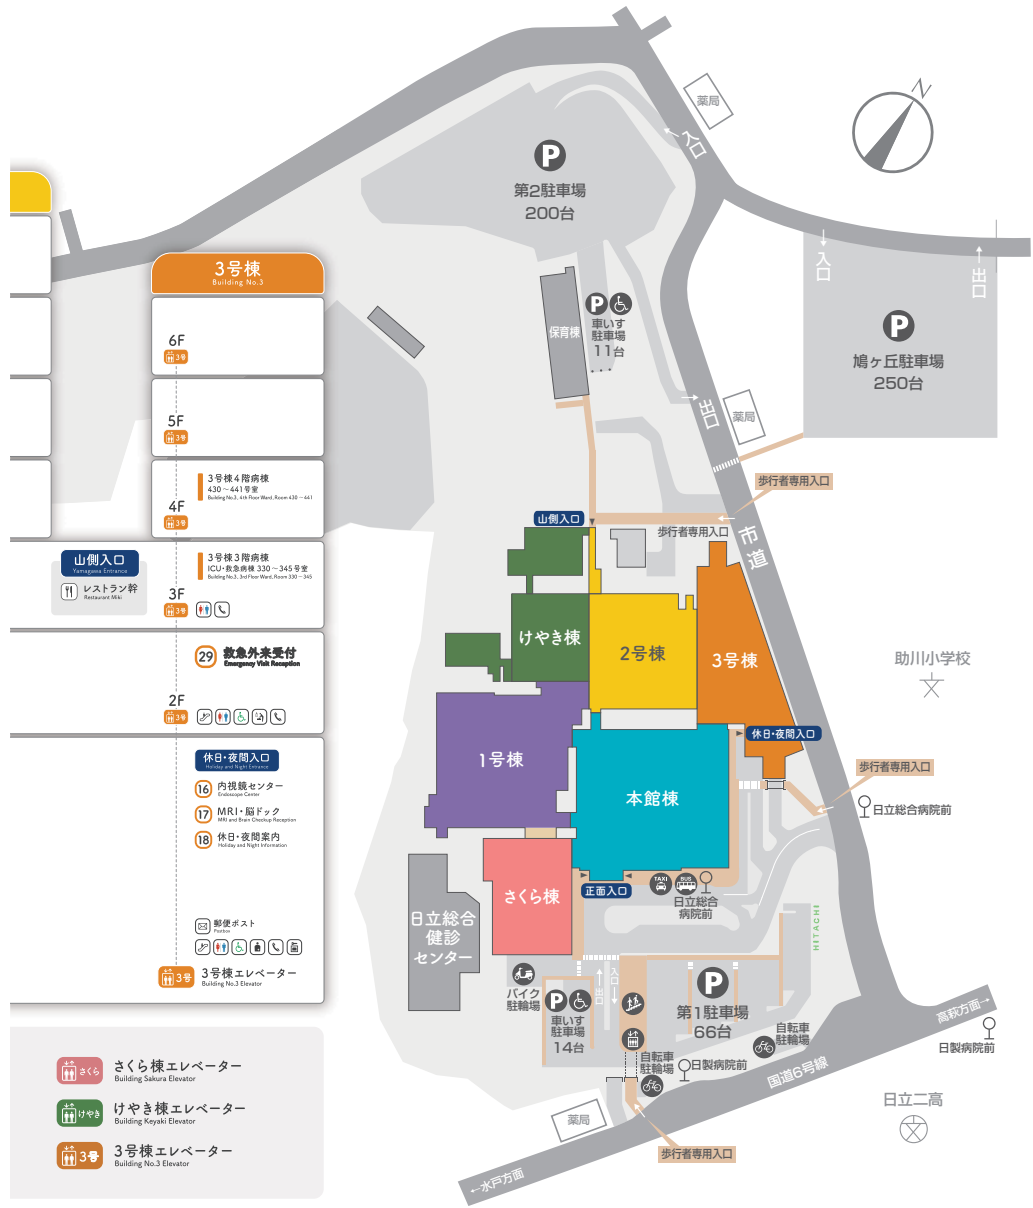 薬局
N
入口
P
第2駐車場
200台
入口
出口
P
鳩ヶ丘駐車場
250台
3号棟
Building No.3
保育棟
P
車いす
駐車場
11台
6F
3号
出口
薬局
5F
3号
歩行者専用入口
3号棟4階病棟
430～441号室
Building No.3, 4th Floor Ward, Room 430～441
4F
3号
山側入口
歩行者専用入口
市道
山側入口
Yamagawa Entrance
レストラン幹
Restaurant Miki
3号棟3階病棟
ICU・救急病棟 330～345号室
Building No.3, 3rd Floor Ward, Room 330～345
3F
3号
けやき棟
2号棟
3号棟
助川小学校
文
29 救急外来受付
Emergency Visit Reception
2F
3号
休日・夜間入口
1号棟
本館棟
歩行者専用入口
日立総合病院前
休日・夜間入口
Holiday and Night Entrance
16 内視鏡センター
Endoscope Center
17 MRI・脳ドック
MRI and Brain Checkup Reception
18 休日・夜間案内
Holiday and Night Information
正面入口
TAXI
BUS
日立総合
病院前
さくら棟
日立総合
健診
センター
HITACHI
郵便ポスト
Postbox
3号
3号棟エレベーター
Building No.3 Elevator
バイク
駐輪場
P
車いす
駐車場
14台
出口
入口
P
第1駐車場
66台
自転車
駐輪場
自転車
駐輪場
日製病院前
高萩方面→
日製病院前
国道6号線
さくら
さくら棟エレベーター
Building Sakura Elevator
けやき
けやき棟エレベーター
Building Keyaki Elevator
3号
3号棟エレベーター
Building No.3 Elevator
薬局
日立二高
文
歩行者専用入口
←水戸方面